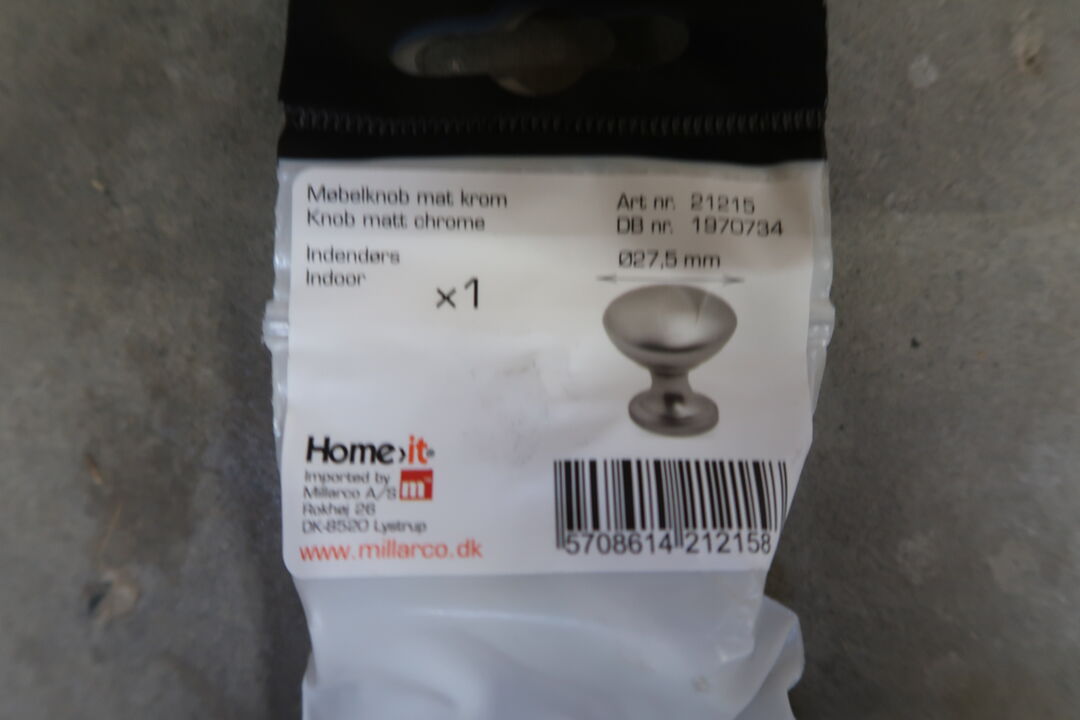 Møbelknob mat krom
Knob matt chrome
Art nr. 21215
DB nr. 1970734
Indendørs
Indoor
x1
Ø27,5 mm
Home›it®
Imported by
Millarco A/S
m
Rokhøj 26
DK-8520 Lystrup
www.millarco.dk
5708614 212158